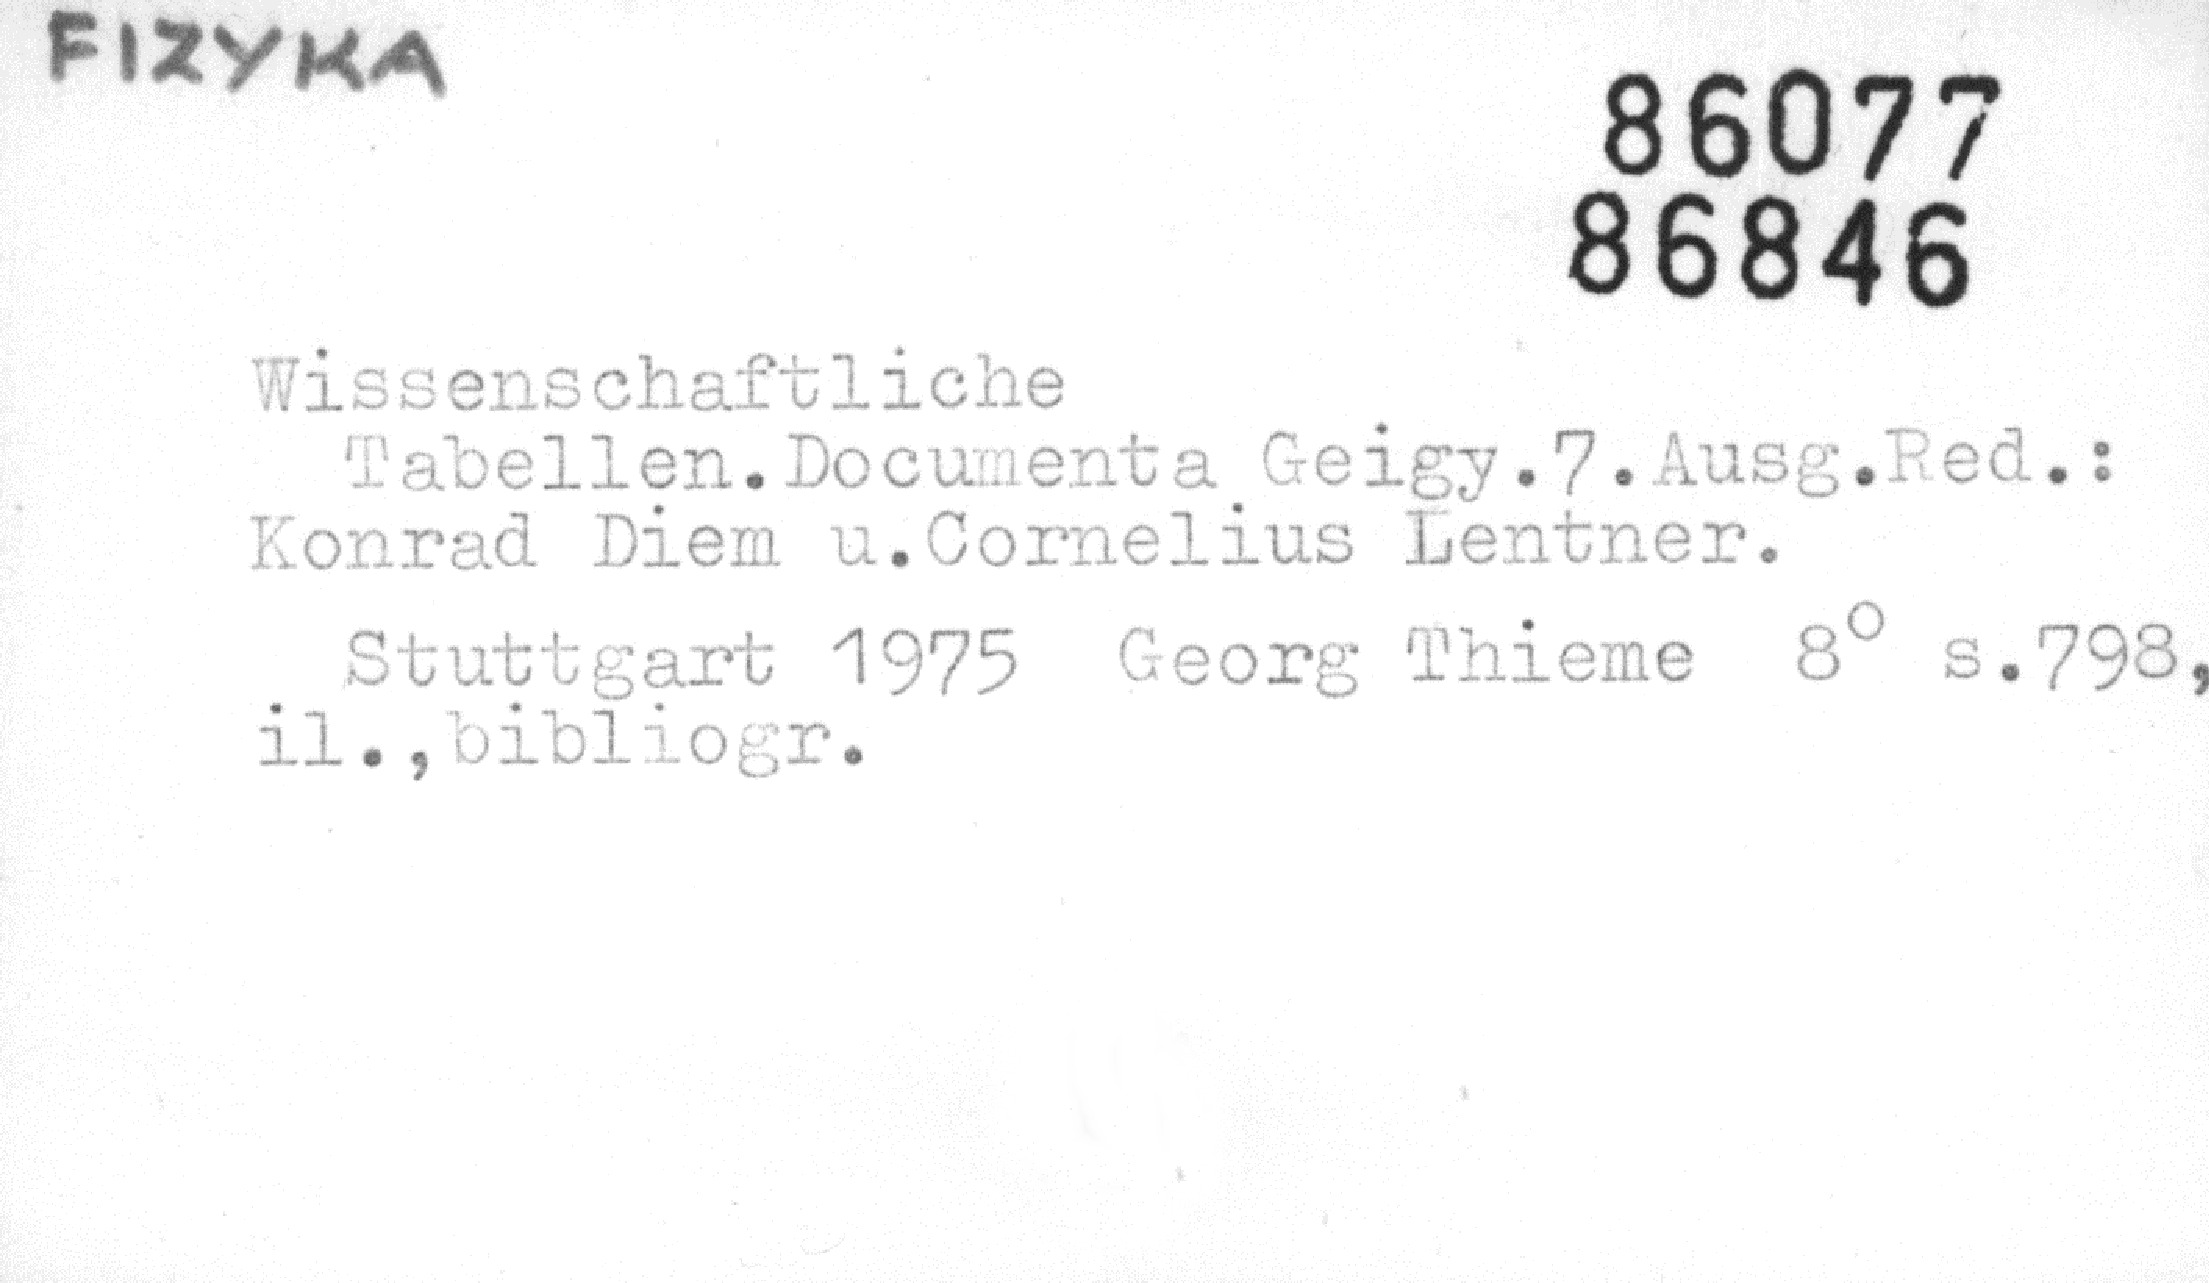 FIZYKA
86077
86846
Wissenschaftliche
Tabellen.Documenta Geigy.7.Ausg.Red.:
Konrad Diem u.Cornelius Lentner.
Stuttgart 1975 Georg Thieme 8° s.798,
il.,bibliogr.